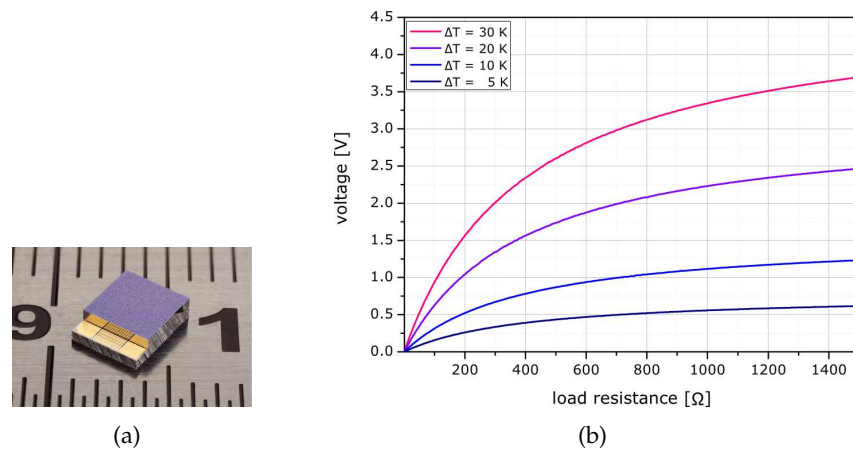 9 1
(a)
4.5
4.0
3.5
3.0
2.5
2.0
1.5
1.0
0.5
0.0
voltage [V]
ΔT = 30 K
ΔT = 20 K
ΔT = 10 K
ΔT = 5 K
200 400 600 800 1000 1200 1400
load resistance [Ω]
(b)